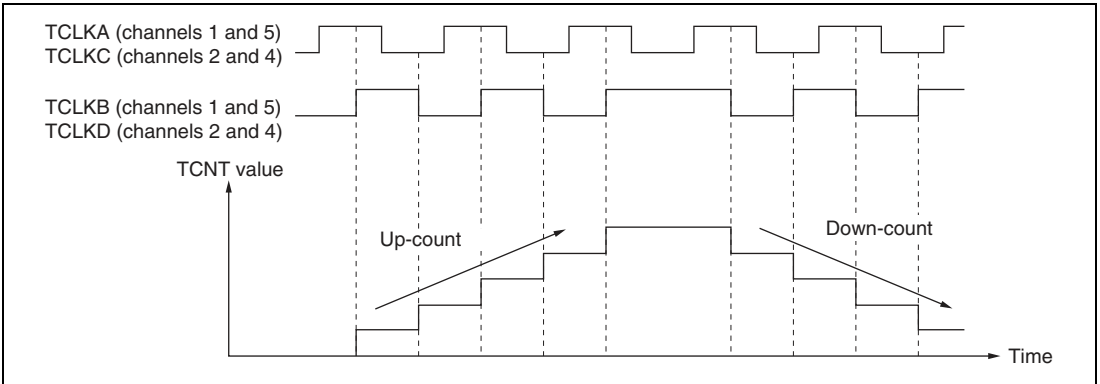 TCLKA (channels 1 and 5)
TCLKC (channels 2 and 4)
TCLKB (channels 1 and 5)
TCLKD (channels 2 and 4)
TCNT value
Up-count
Down-count
Time